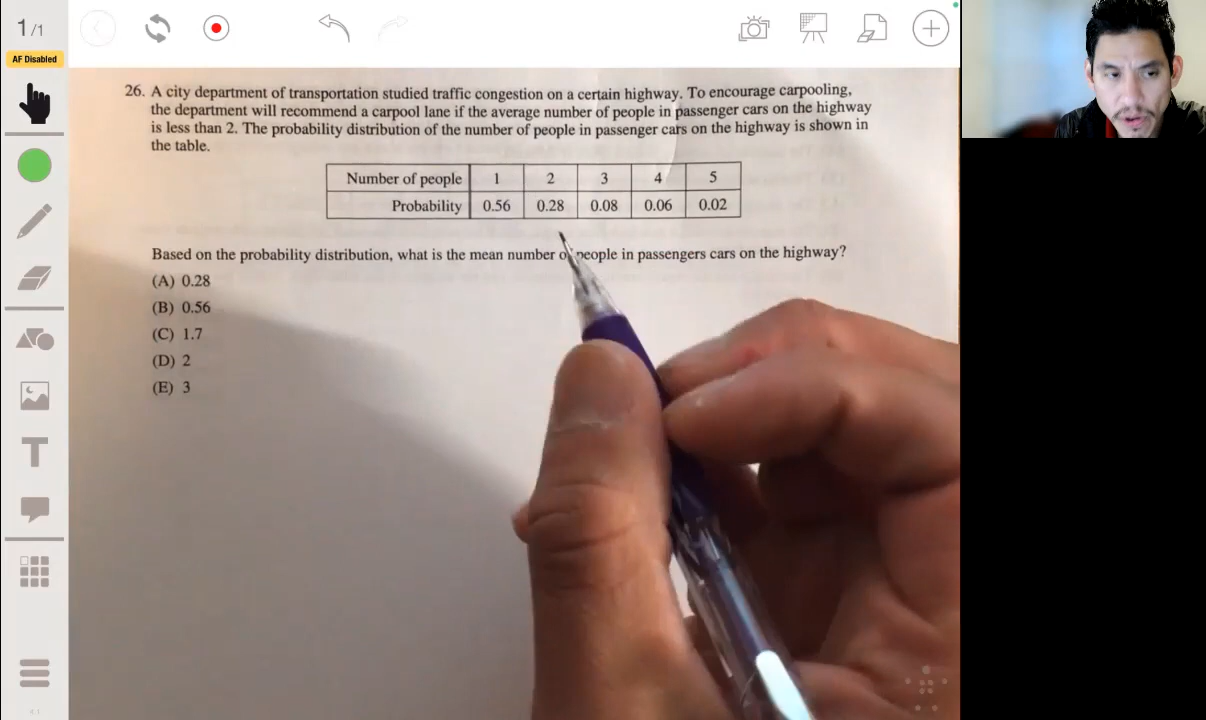 1/1
AF Disabled
26. A city department of transportation studied traffic congestion on a certain highway. To encourage carpooling,
the department will recommend a carpool lane if the average number of people in passenger cars on the highway
is less than 2. The probability distribution of the number of people in passenger cars on the highway is shown in
the table.
Number of people 1 2 3 4 5
Probability 0.56 0.28 0.08 0.06 0.02
Based on the probability distribution, what is the mean number of people in passengers cars on the highway?
(A) 0.28
(B) 0.56
(C) 1.7
(D) 2
(E) 3
T